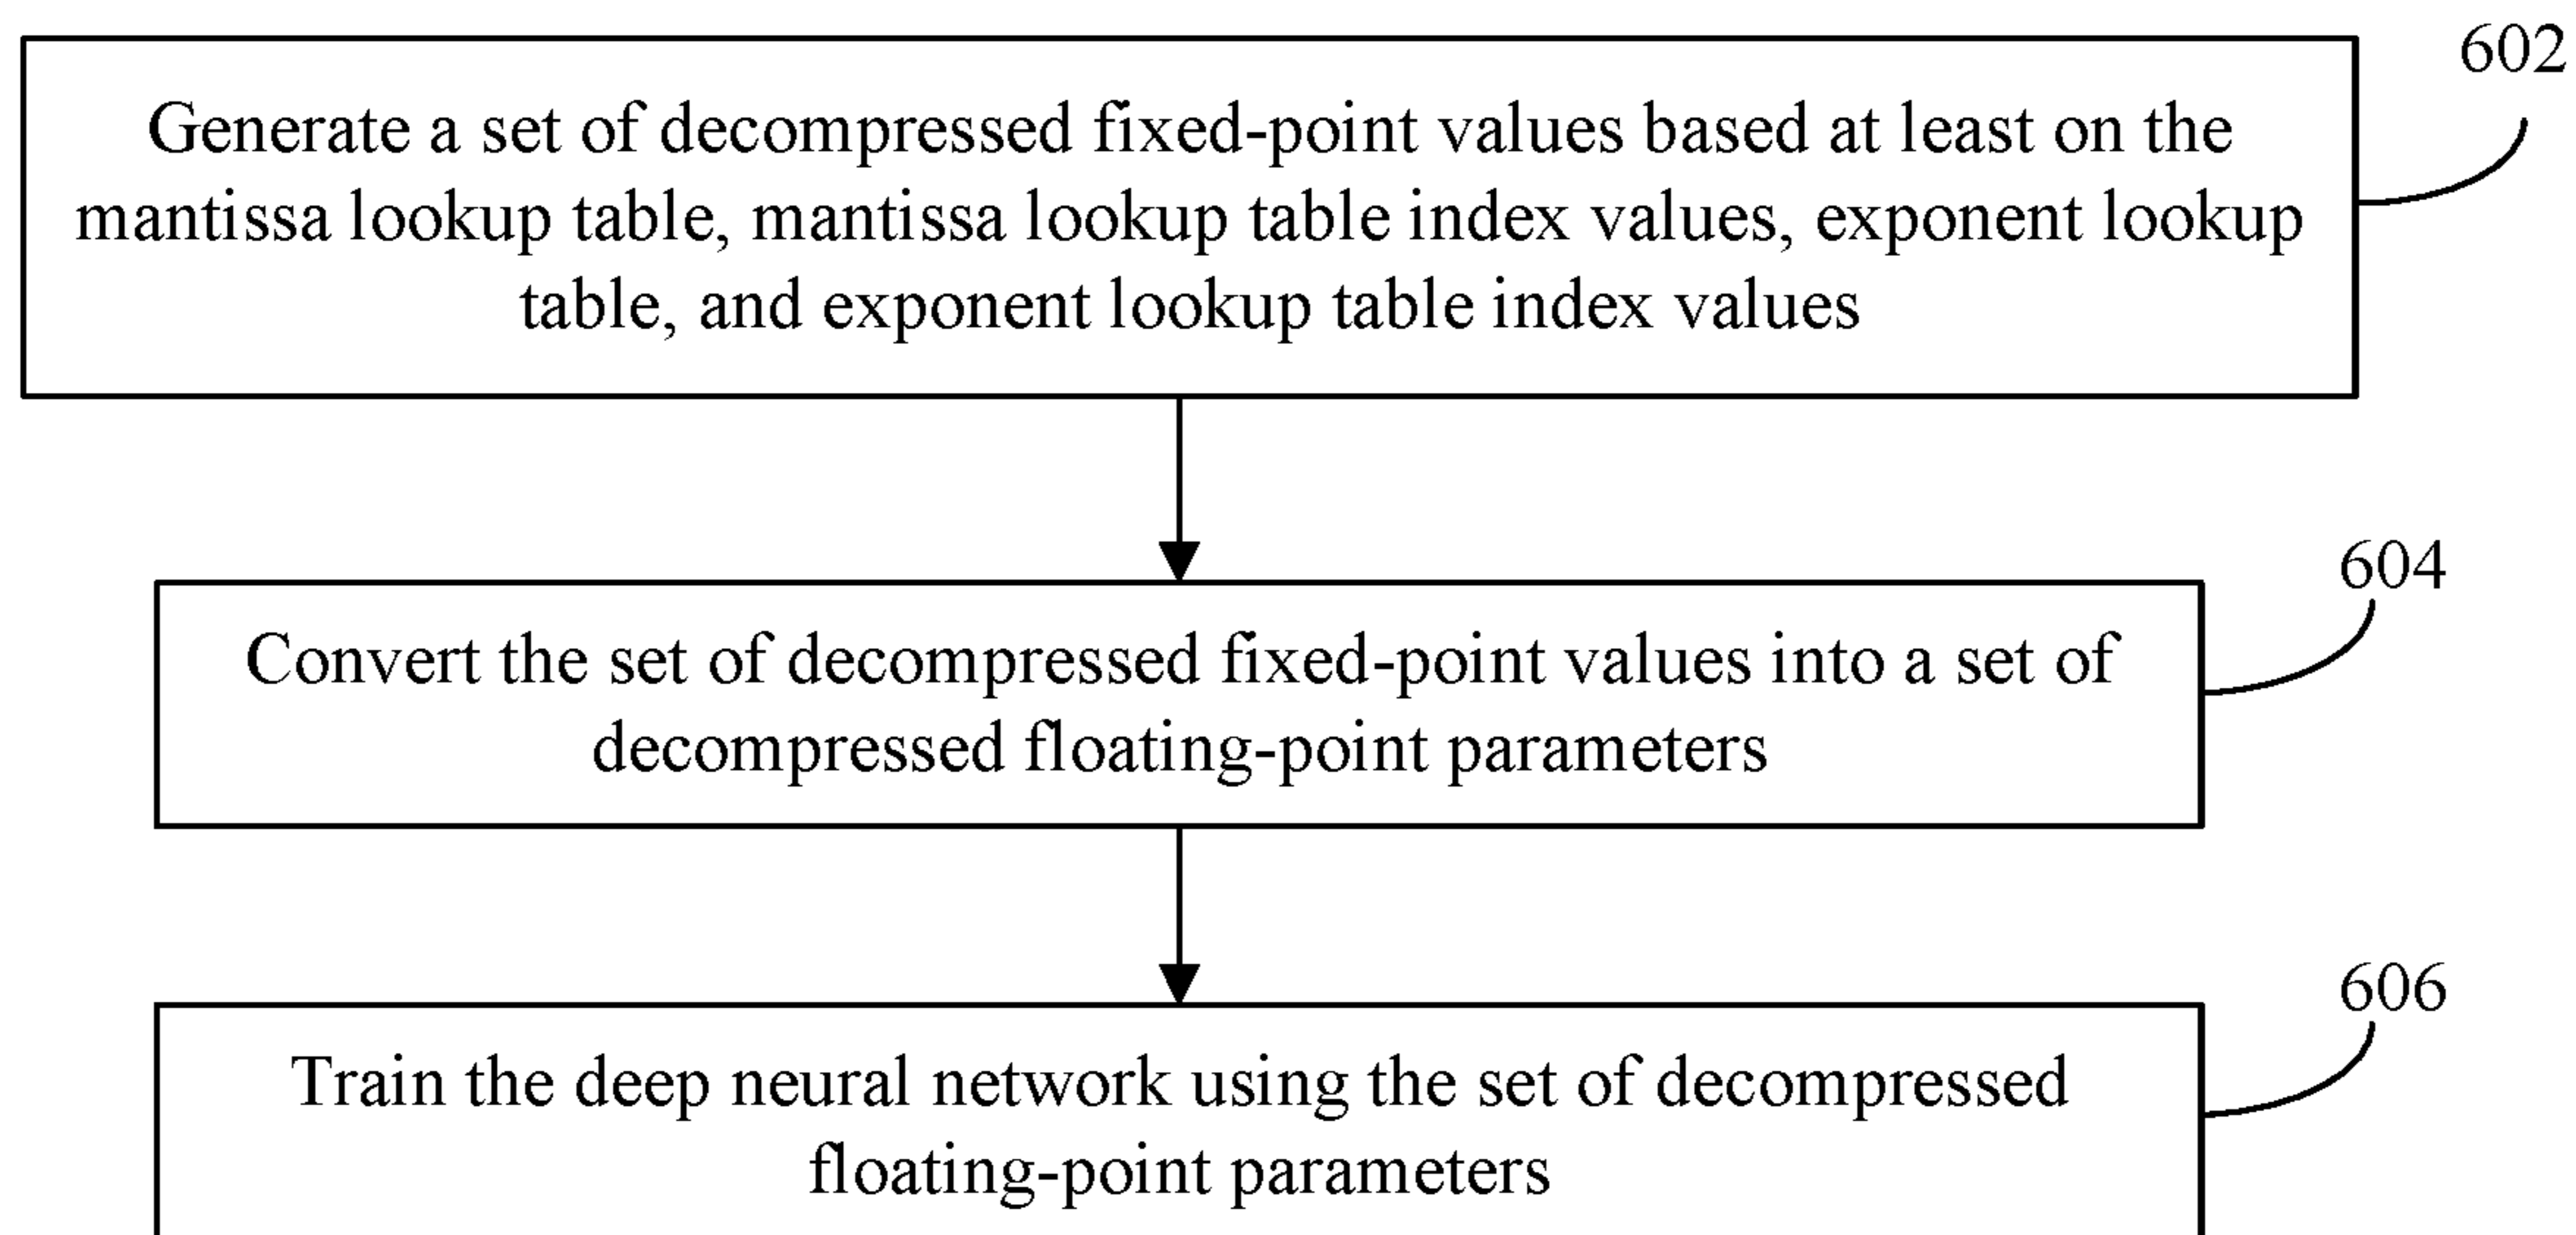 602
Generate a set of decompressed fixed-point values based at least on the
mantissa lookup table, mantissa lookup table index values, exponent lookup
table, and exponent lookup table index values
604
Convert the set of decompressed fixed-point values into a set of
decompressed floating-point parameters
606
Train the deep neural network using the set of decompressed
floating-point parameters